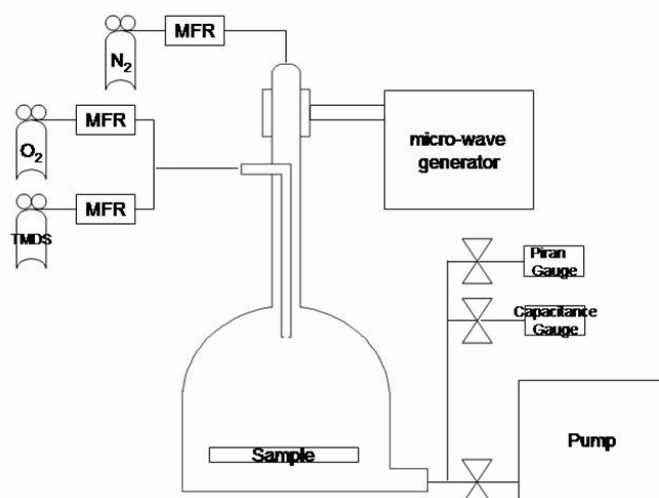 N2
MFR
O2
MFR
TMDS
MFR
micro-wave
generator
Piran
Gauge
Capacitance
Gauge
Sample
Pump